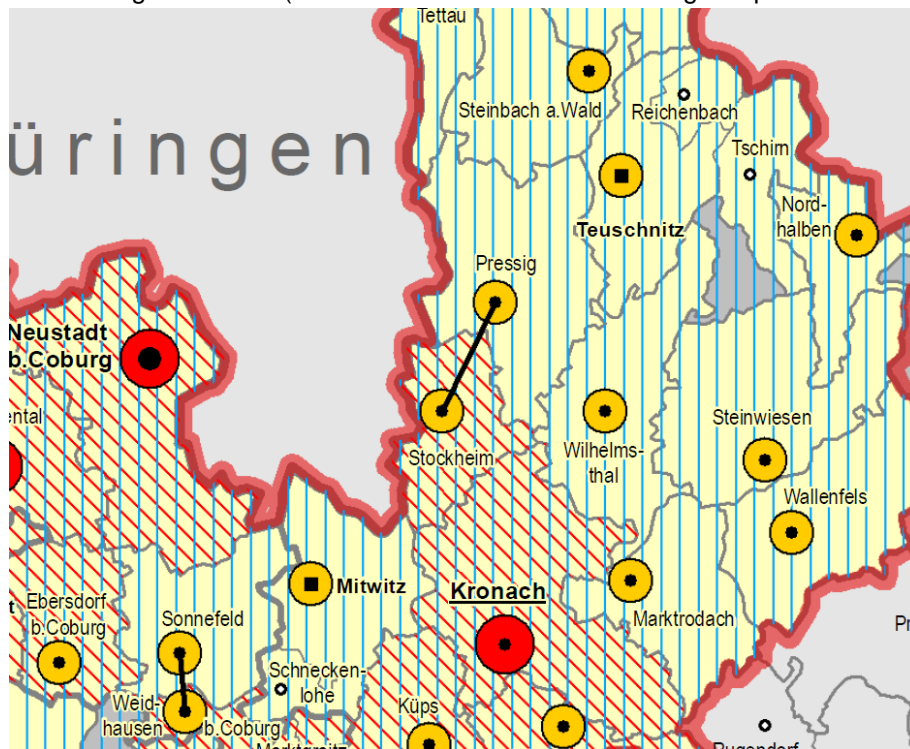 Tettau
Steinbach a.Wald
Reichenbach
Tschirn
üringen
Teuschnitz
Nord-
halben
Pressig
Neustadt
b.Coburg
ental
Stockheim
Wilhelms-
thal
Steinwiesen
Wallenfels
Mitwitz
Kronach
Marktrodach
Ebersdorf
b.Coburg
Sonnefeld
Schnecken-
lohe
Weid-
hausen
b.Coburg
Küps